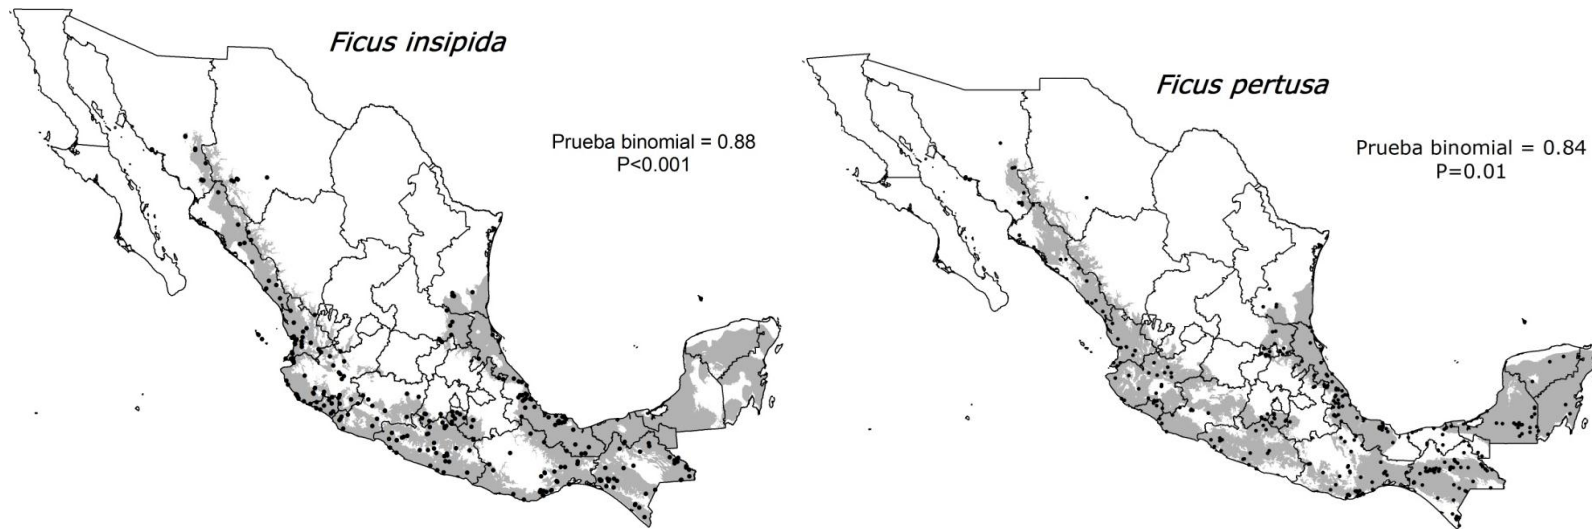 Ficus insipida
Prueba binomial = 0.88
P<0.001
Ficus pertusa
Prueba binomial = 0.84
P=0.01